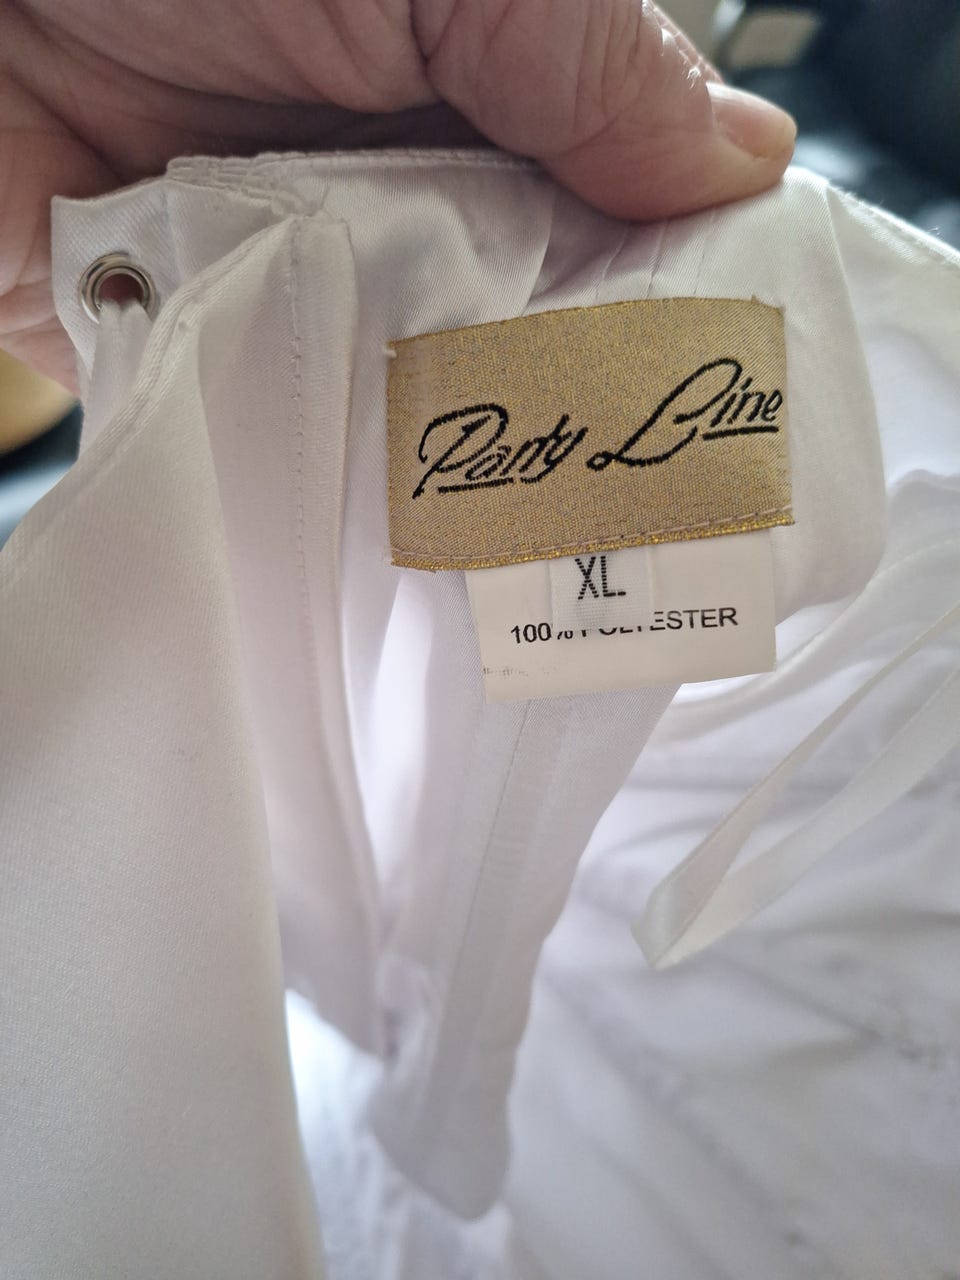 Party Line
XL
100% POLYESTER